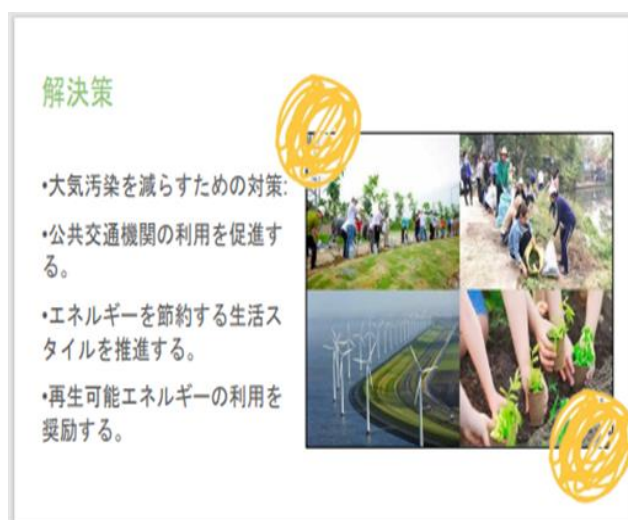 解決策
•大気汚染を減らすための対策:
•公共交通機関の利用を促進す
る。
•エネルギーを節約する生活ス
タイルを推進する。
•再生可能エネルギーの利用を
奨励する。